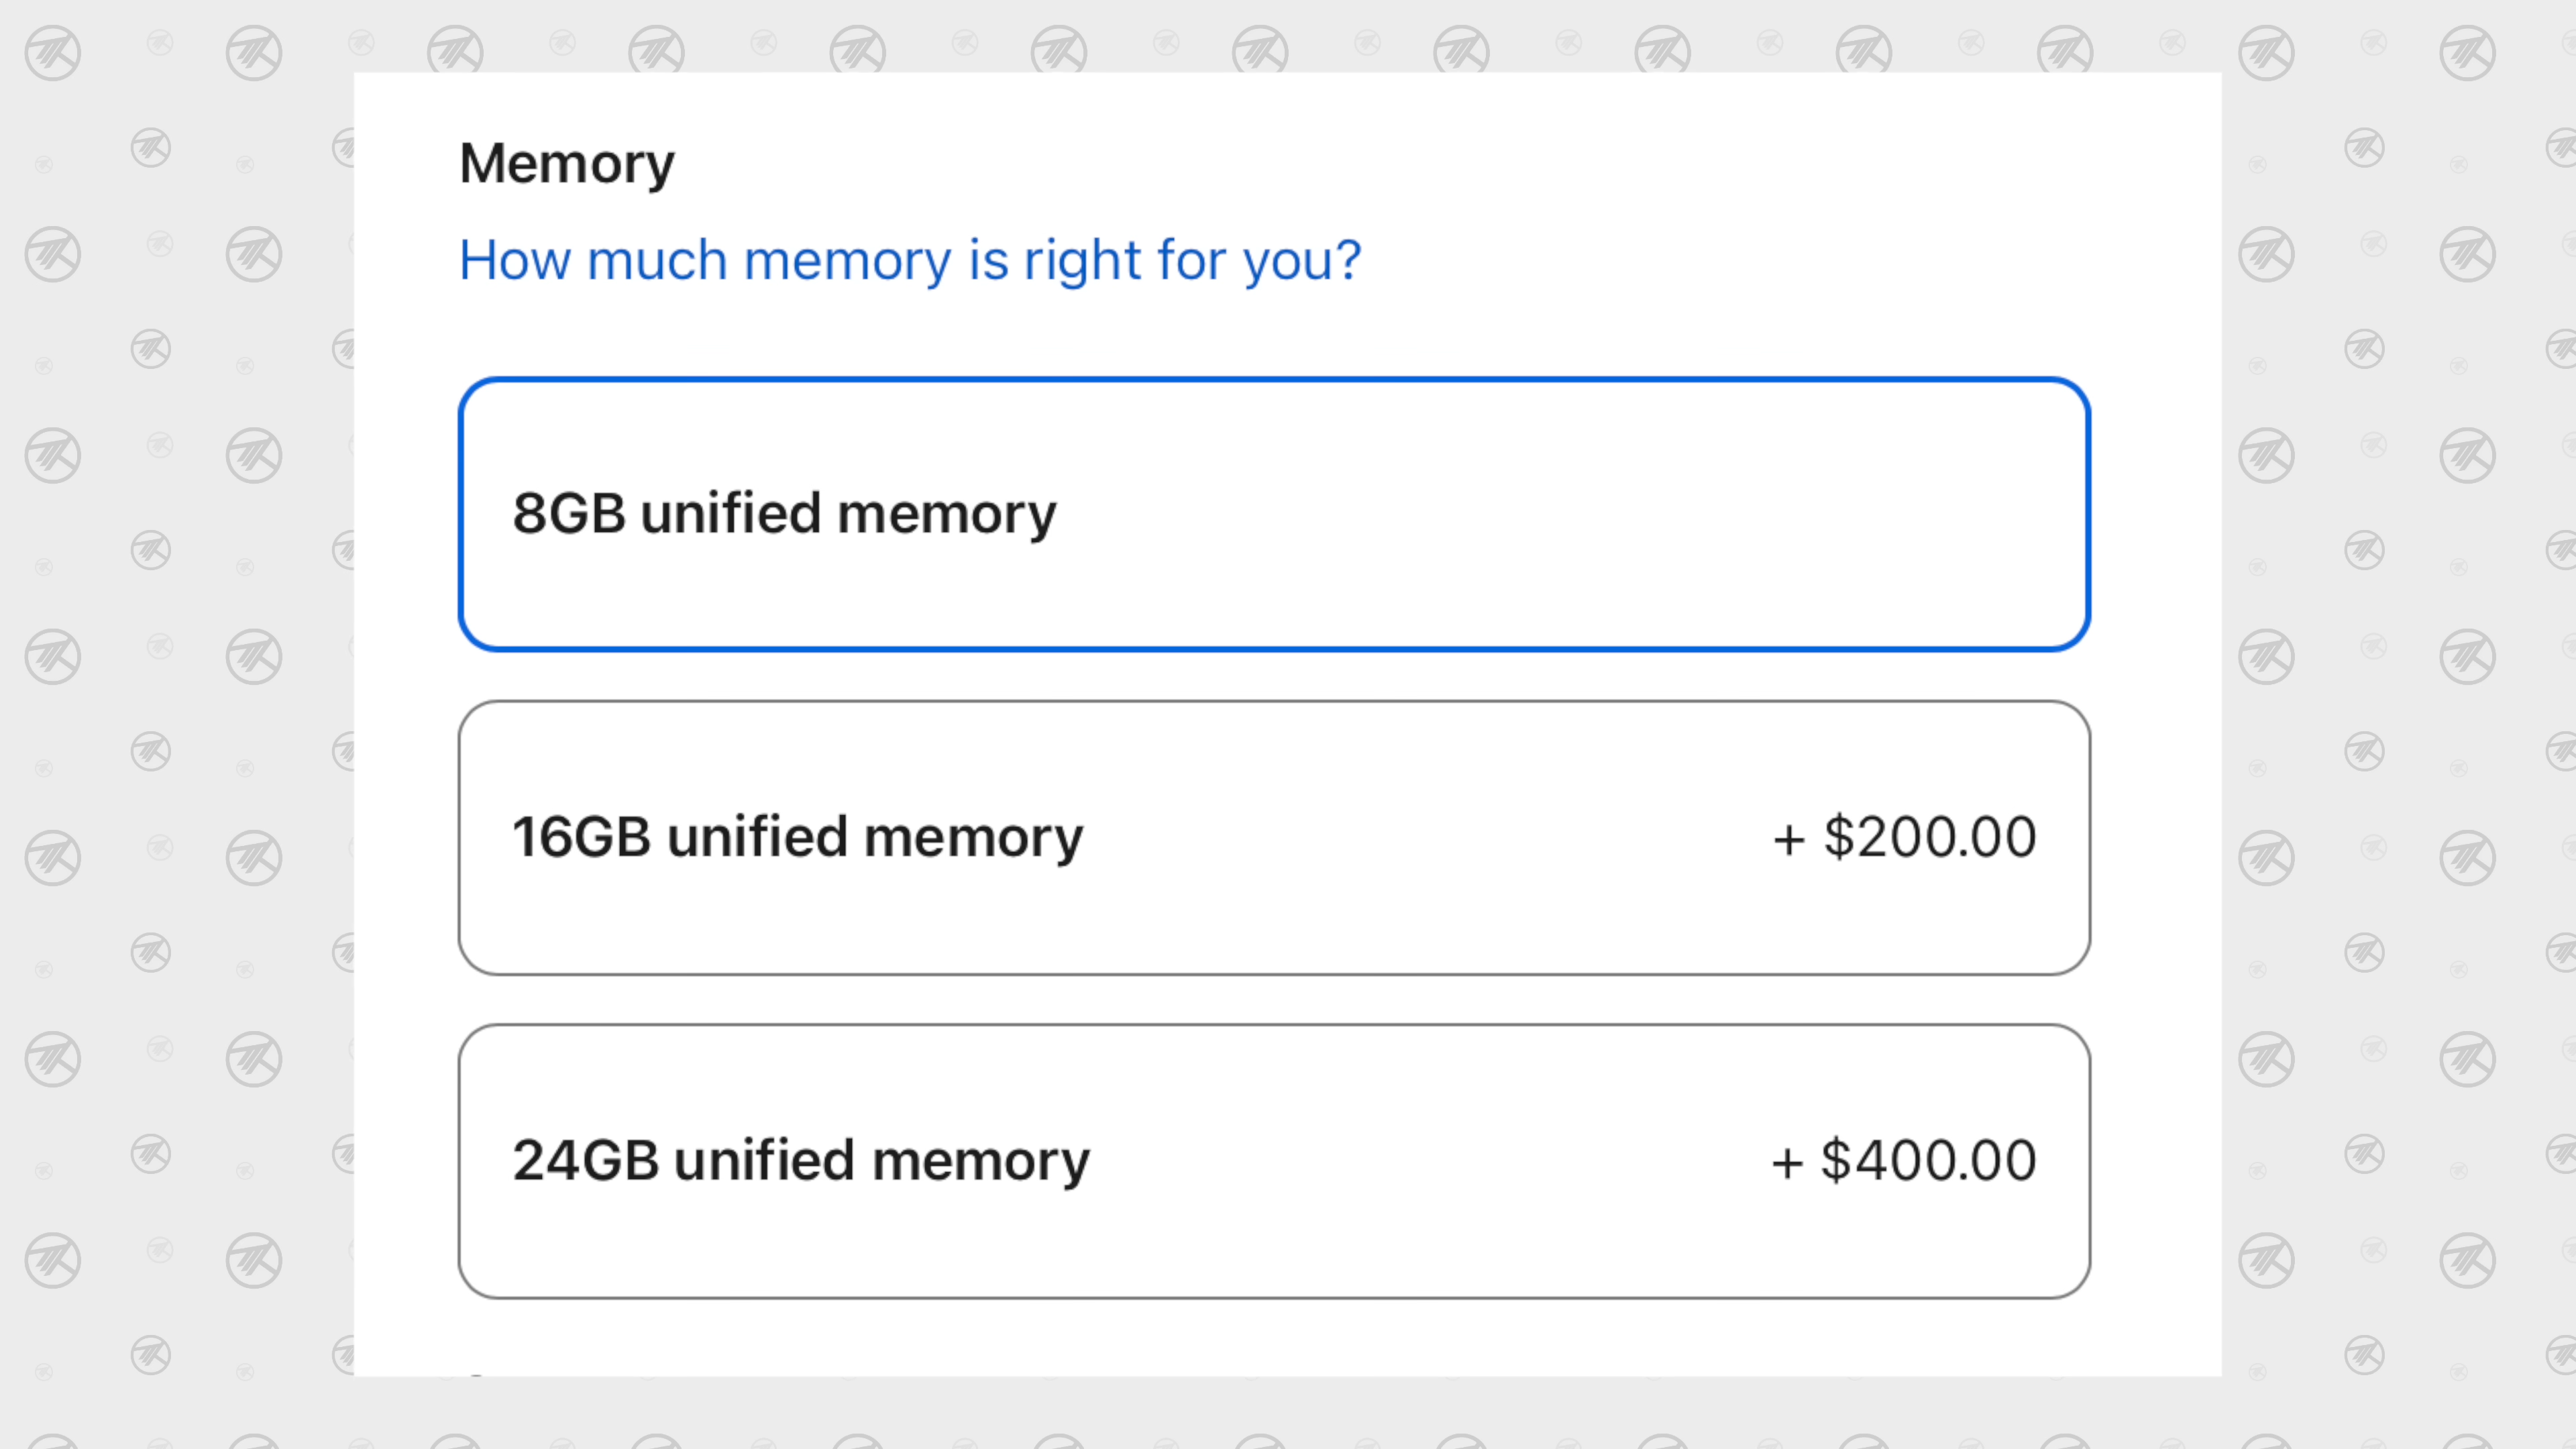 Memory
How much memory is right for you?
8GB unified memory
16GB unified memory + $200.00
24GB unified memory + $400.00